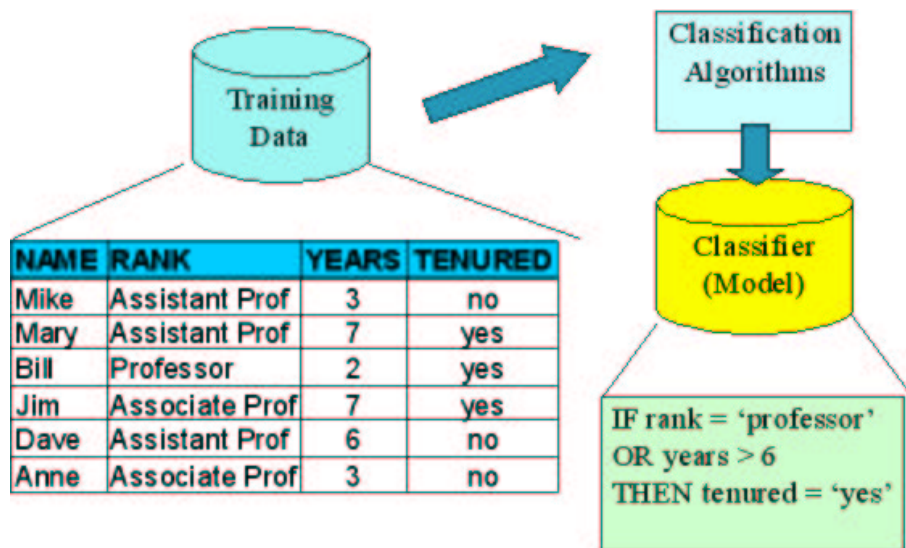 Training
Data
Classification
Algorithms
NAME RANK YEARS TENURED
Mike Assistant Prof 3 no
Mary Assistant Prof 7 yes
Bill Professor 2 yes
Jim Associate Prof 7 yes
Dave Assistant Prof 6 no
Anne Associate Prof 3 no
Classifier
(Model)
IF rank = ‘professor’
OR years > 6
THEN tenured = ‘yes’